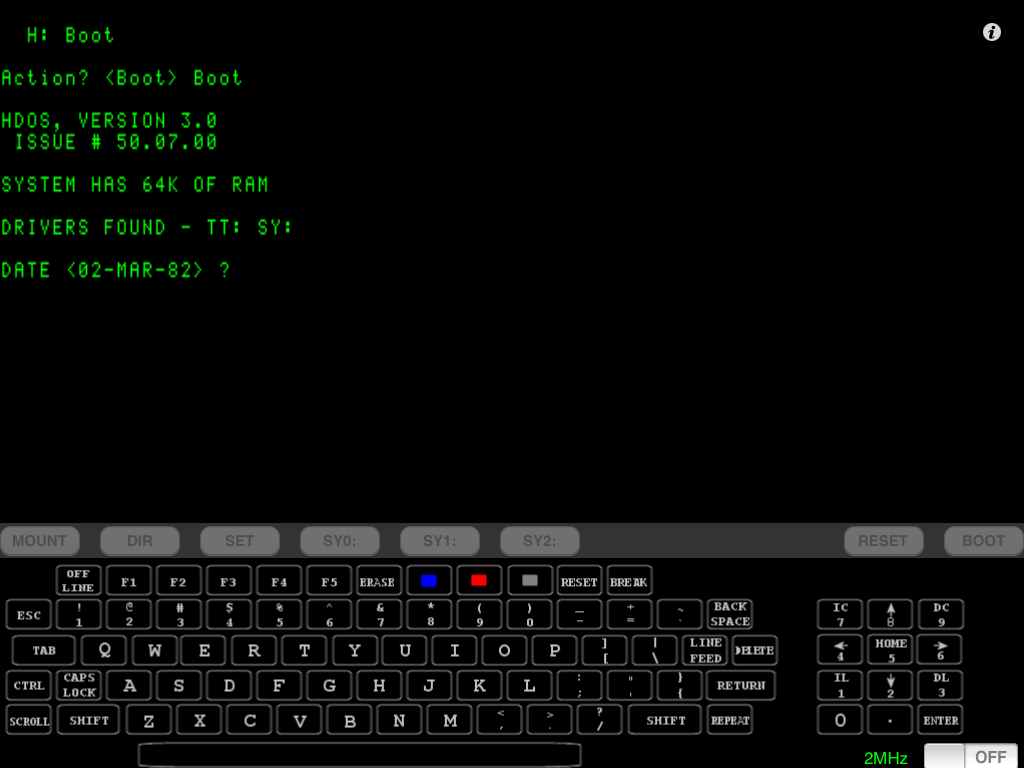 H: Boot
Action? <Boot> Boot
HDOS, VERSION 3.0
ISSUE # 50.07.00
SYSTEM HAS 64K OF RAM
DRIVERS FOUND - TT: SY:
DATE <02-MAR-82> ?
MOUNT DIR SET SY0: SY1: SY2: RESET BOOT
OFF LINE F1 F2 F3 F4 F5 ERASE RESET BREAK
ESC ! 1 @ 2 # 3 $ 4 % 5 ^ 6 & 7 * 8 ( 9 ) 0 _ - + = ~ ` BACK SPACE IC 7 ↑ 8 DC 9
TAB Q W E R T Y U I O P ] [ | \ LINE FEED DELETE ← 4 HOME 5 → 6
CTRL CAPS LOCK A S D F G H J K L : ; " ' } { RETURN IL 1 ↓ 2 DL 3
SCROLL SHIFT Z X C V B N M < , > . ? / SHIFT REPEAT 0 . ENTER
2MHz OFF